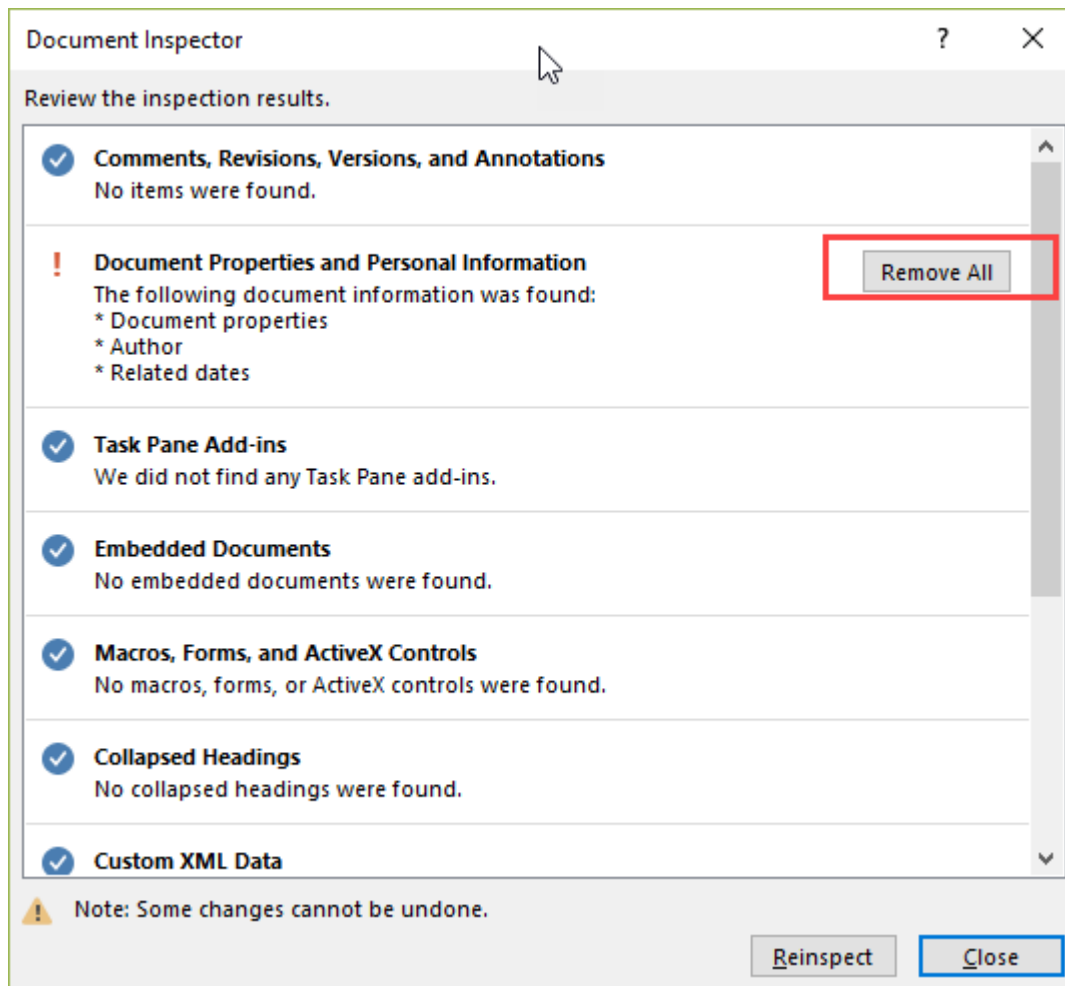 Document Inspector
?
Review the inspection results.
Comments, Revisions, Versions, and Annotations
No items were found.
! Document Properties and Personal Information
Remove All
The following document information was found:
* Document properties
* Author
* Related dates
Task Pane Add-ins
We did not find any Task Pane add-ins.
Embedded Documents
No embedded documents were found.
Macros, Forms, and ActiveX Controls
No macros, forms, or ActiveX controls were found.
Collapsed Headings
No collapsed headings were found.
Custom XML Data
Note: Some changes cannot be undone.
Reinspect
Close